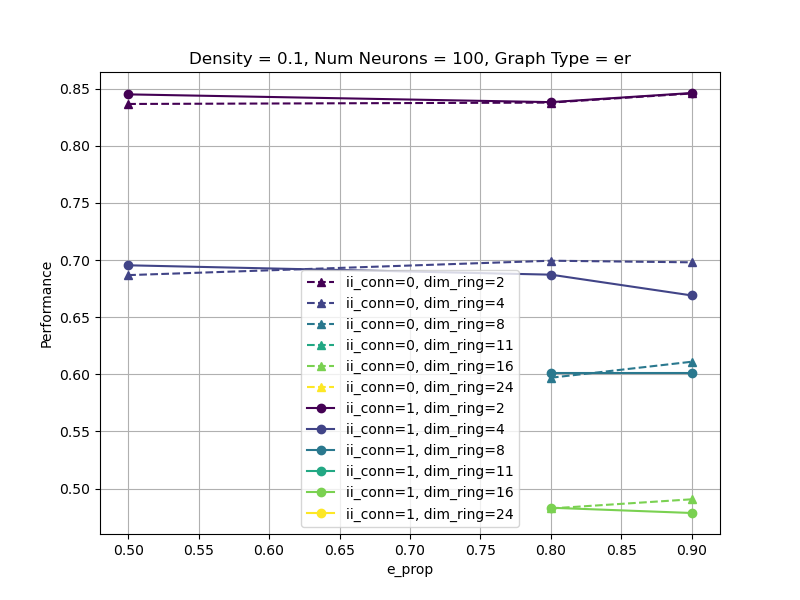 Density = 0.1, Num Neurons = 100, Graph Type = er
0.85
0.80
0.75
0.70
0.65
0.60
0.55
0.50
Performance
ii_conn=0, dim_ring=2
ii_conn=0, dim_ring=4
ii_conn=0, dim_ring=8
ii_conn=0, dim_ring=11
ii_conn=0, dim_ring=16
ii_conn=0, dim_ring=24
ii_conn=1, dim_ring=2
ii_conn=1, dim_ring=4
ii_conn=1, dim_ring=8
ii_conn=1, dim_ring=11
ii_conn=1, dim_ring=16
ii_conn=1, dim_ring=24
0.50 0.55 0.60 0.65 0.70 0.75 0.80 0.85 0.90
e_prop